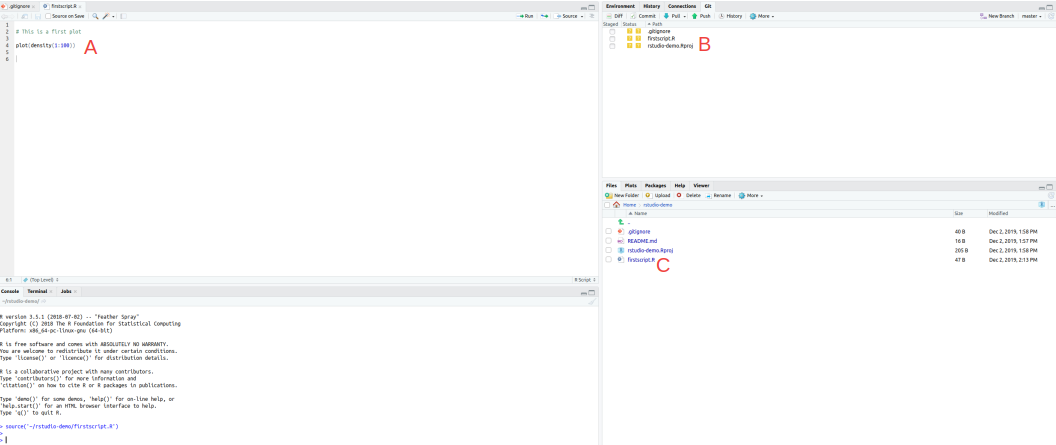 .gitignore × firstscript.R ×
Source on Save Run Source
1
2 # This is a first plot
3
4 plot(density(1:100))
5
6
A
6:1 (Top Level) R Script
Console Terminal × Jobs ×
~/rstudio-demo/
R version 3.5.1 (2018-07-02) -- "Feather Spray"
Copyright (C) 2018 The R Foundation for Statistical Computing
Platform: x86_64-pc-linux-gnu (64-bit)
R is free software and comes with ABSOLUTELY NO WARRANTY.
You are welcome to redistribute it under certain conditions.
Type 'license()' or 'licence()' for distribution details.
R is a collaborative project with many contributors.
Type 'contributors()' for more information and
'citation()' on how to cite R or R packages in publications.
Type 'demo()' for some demos, 'help()' for on-line help, or
'help.start()' for an HTML browser interface to help.
Type 'q()' to quit R.
> source('~/rstudio-demo/firstscript.R')
>
>
Environment History Connections Git
Diff Commit Pull Push History More New Branch master
Staged Status Path
? ? .gitignore
? ? firstscript.R
? ? rstudio-demo.Rproj
B
Files Plots Packages Help Viewer
New Folder Upload Delete Rename More
Home rstudio-demo ...
Name Size Modified
..
.gitignore 40 B Dec 2, 2019, 1:58 PM
README.md 16 B Dec 2, 2019, 1:57 PM
rstudio-demo.Rproj 205 B Dec 2, 2019, 1:58 PM
firstscript.R 47 B Dec 2, 2019, 2:13 PM
C